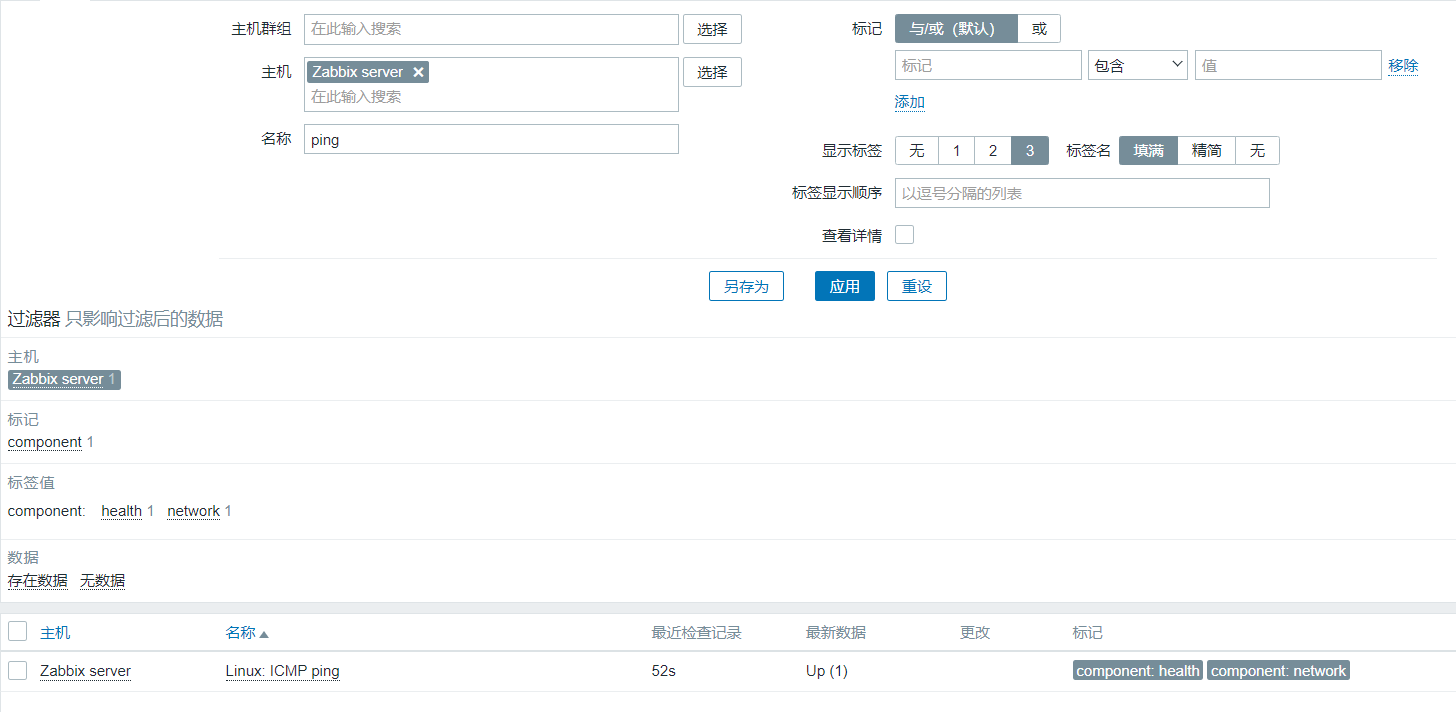 主机群组 在此输入搜索 选择
主机 Zabbix server 选择
在此输入搜索
名称 ping
标记 与/或（默认） 或
标记 包含 值 移除
添加
显示标签 无 1 2 3 标签名 填满 精简 无
标签显示顺序 以逗号分隔的列表
查看详情
另存为 应用 重设
过滤器 只影响过滤后的数据
主机
Zabbix server 1
标记
component 1
标签值
component: health 1 network 1
数据
存在数据 无数据
主机 名称 最近检查记录 最新数据 更改 标记
Zabbix server Linux: ICMP ping 52s Up (1) component: health component: network